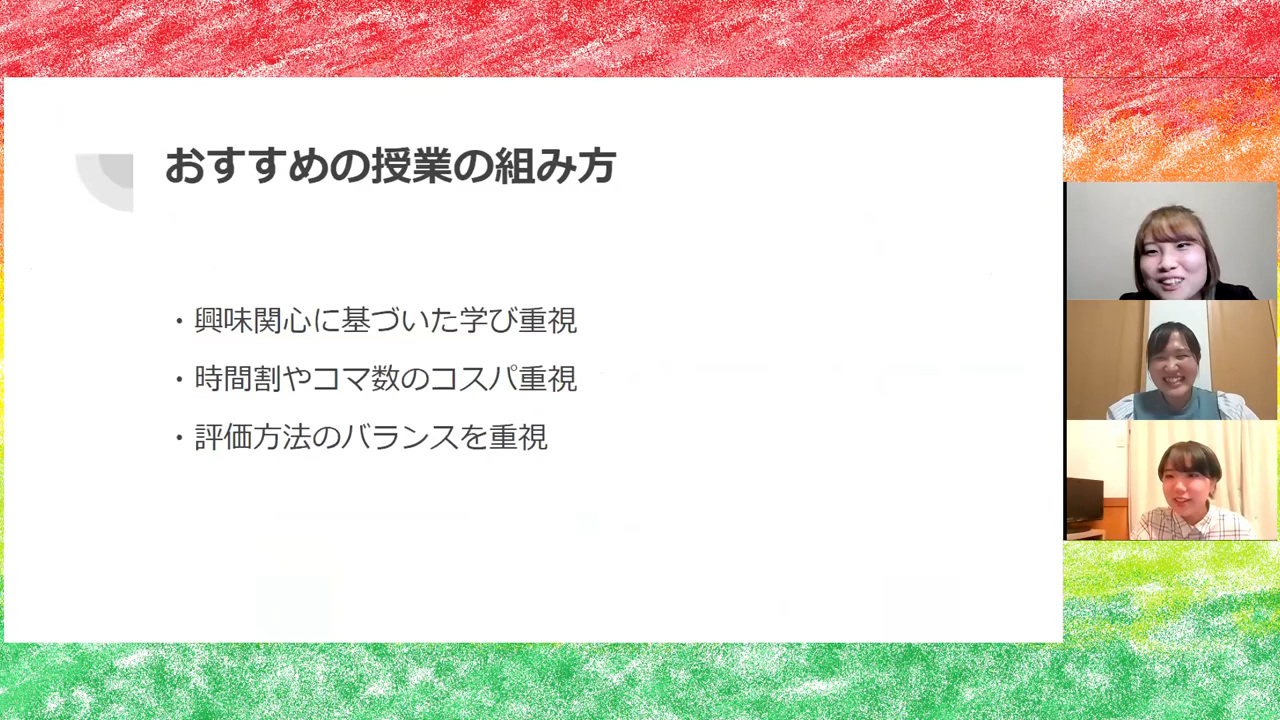 おすすめの授業の組み方
・興味関心に基づいた学び重視
・時間割やコマ数のコスパ重視
・評価方法のバランスを重視